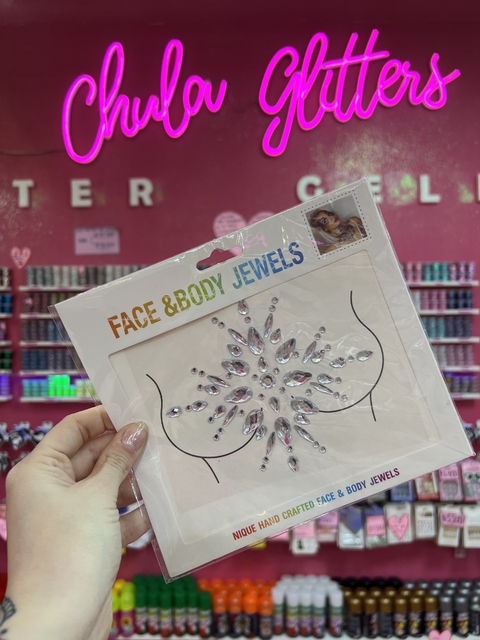 Chula Glitters
TER GEL
FACE &BODY JEWELS
NIQUE HAND CRAFTED FACE & BODY JEWELS